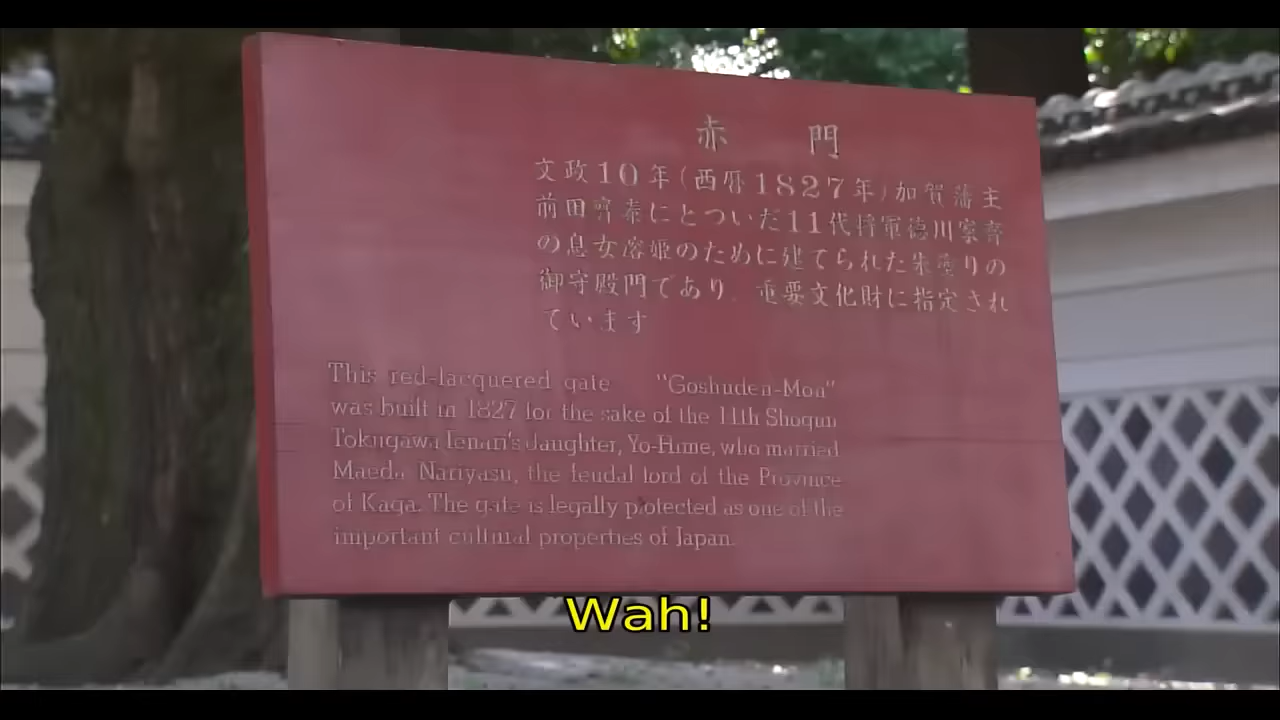 赤 門
文政10年(西暦1827年)加賀藩主
前田齊泰にとついだ11代将軍徳川家齊
の息女溶姫のために建てられた朱塗りの
御守殿門であり、重要文化財に指定され
ています
This red-lacquered gate "Goshuden-Mon"
was built in 1827 for the sake of the 11th Shogun
Tokugawa Ienari's daughter, Yo-Hime, who married
Maeda Nariyasu, the feudal lord of the Province
of Kaga. The gate is legally protected as one of the
important cultural properties of Japan.
Wah!